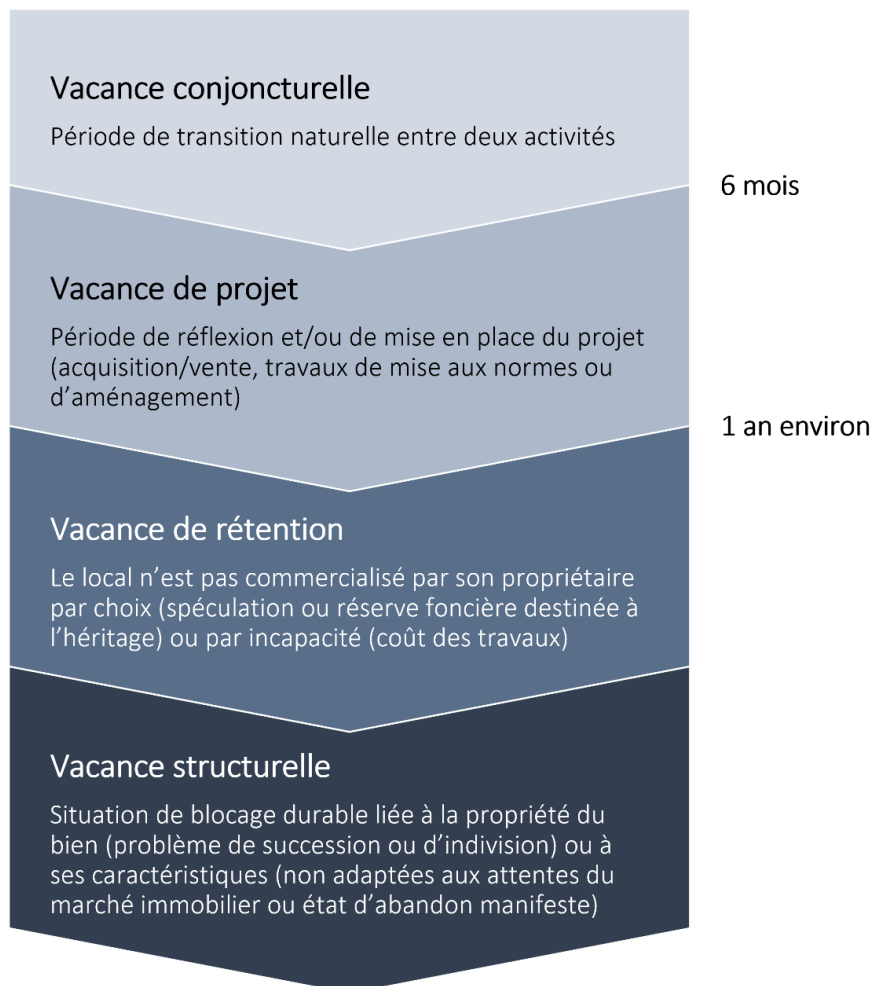 Vacance conjoncturelle
Période de transition naturelle entre deux activités
6 mois
Vacance de projet
Période de réflexion et/ou de mise en place du projet
(acquisition/vente, travaux de mise aux normes ou
d’aménagement)
1 an environ
Vacance de rétention
Le local n’est pas commercialisé par son propriétaire
par choix (spéculation ou réserve foncière destinée à
l’héritage) ou par incapacité (coût des travaux)
Vacance structurelle
Situation de blocage durable liée à la propriété du
bien (problème de succession ou d’indivision) ou à
ses caractéristiques (non adaptées aux attentes du
marché immobilier ou état d’abandon manifeste)